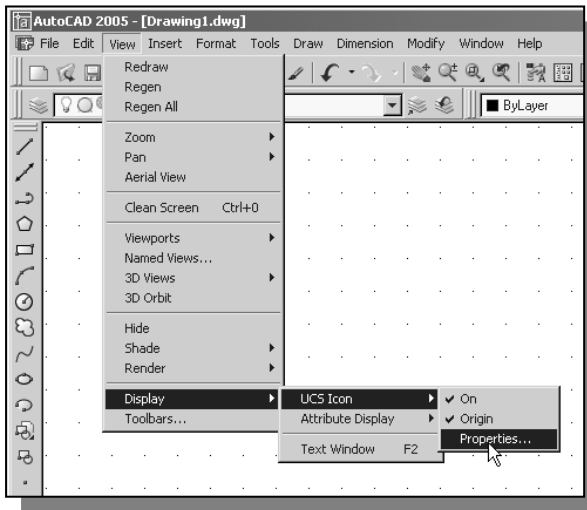 AutoCAD 2005 - [Drawing1.dwg]
File Edit View Insert Format Tools Draw Dimension Modify Window Help
Redraw
Regen
Regen All
ByLayer
Zoom
Pan
Aerial View
Clean Screen Ctrl+0
Viewports
Named Views...
3D Views
3D Orbit
Hide
Shade
Render
Display UCS Icon On
Toolbars... Attribute Display Origin
Properties...
Text Window F2